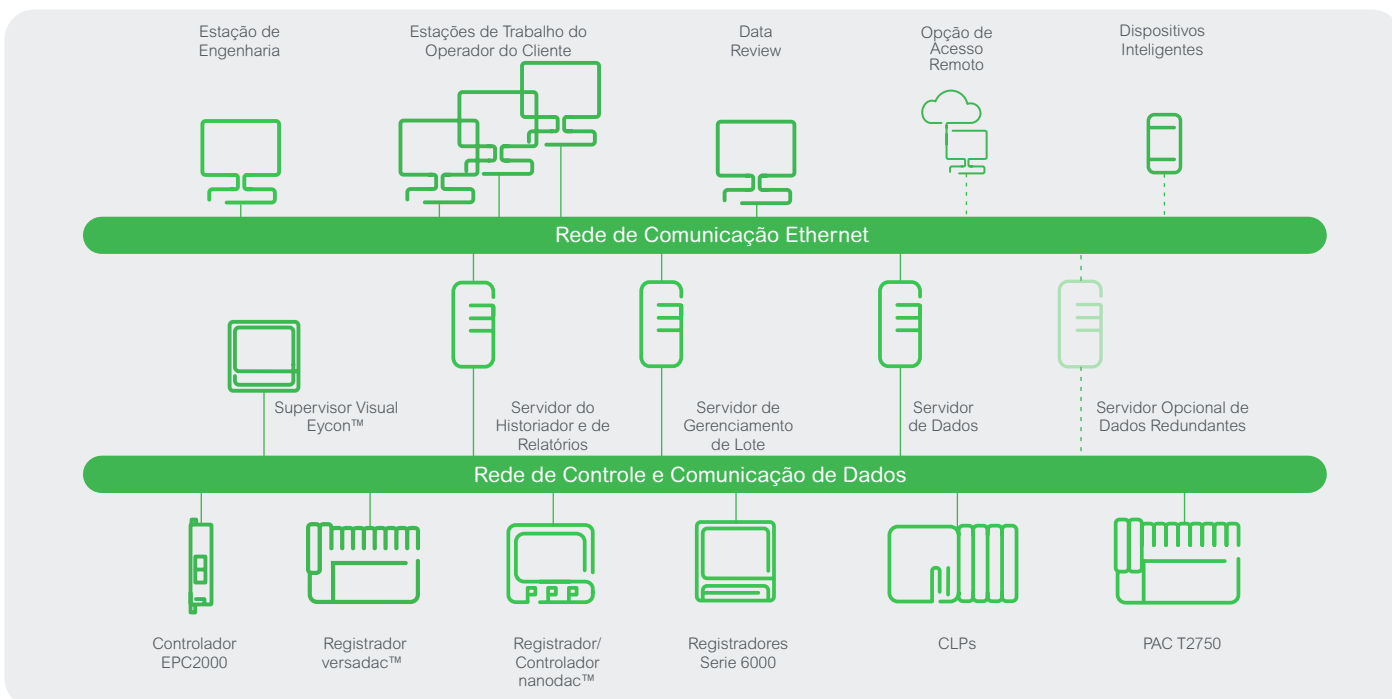 Estação de
Engenharia
Estações de Trabalho do
Operador do Cliente
Data
Review
Opção de
Acesso
Remoto
Dispositivos
Inteligentes
Rede de Comunicação Ethernet
Supervisor Visual
Eycon™
Servidor do
Historiador e de
Relatórios
Servidor de
Gerenciamento
de Lote
Servidor
de Dados
Servidor Opcional de
Dados Redundantes
Rede de Controle e Comunicação de Dados
Controlador
EPC2000
Registrador
versadac™
Registrador/
Controlador
nanodac™
Registradores
Serie 6000
CLPs
PAC T2750